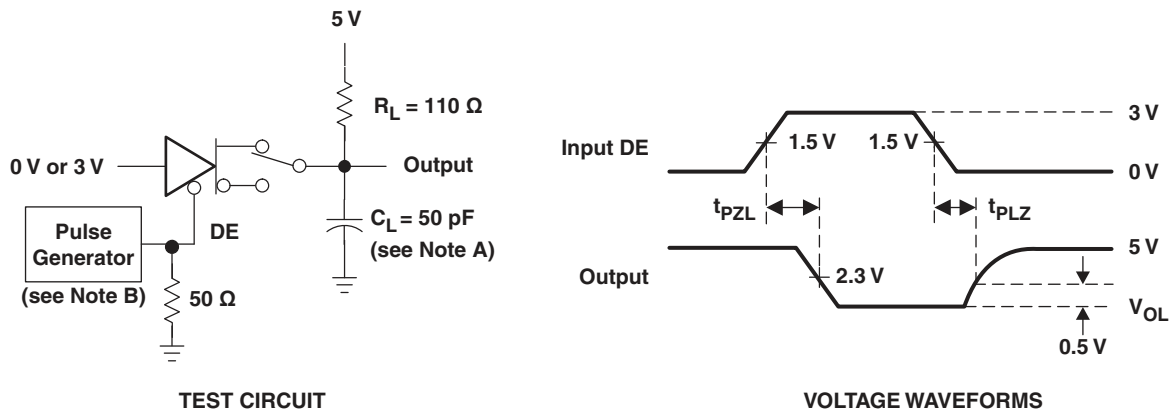 5 V
R_L = 110 Ω
0 V or 3 V
Output
Pulse
Generator
(see Note B)
DE
C_L = 50 pF
(see Note A)
50 Ω
TEST CIRCUIT
3 V
Input DE
1.5 V
1.5 V
0 V
t_PZL
t_PLZ
5 V
Output
2.3 V
V_OL
0.5 V
VOLTAGE WAVEFORMS